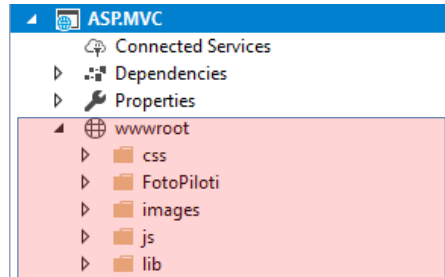 ASP.MVC
Connected Services
Dependencies
Properties
wwwroot
css
FotoPiloti
images
js
lib